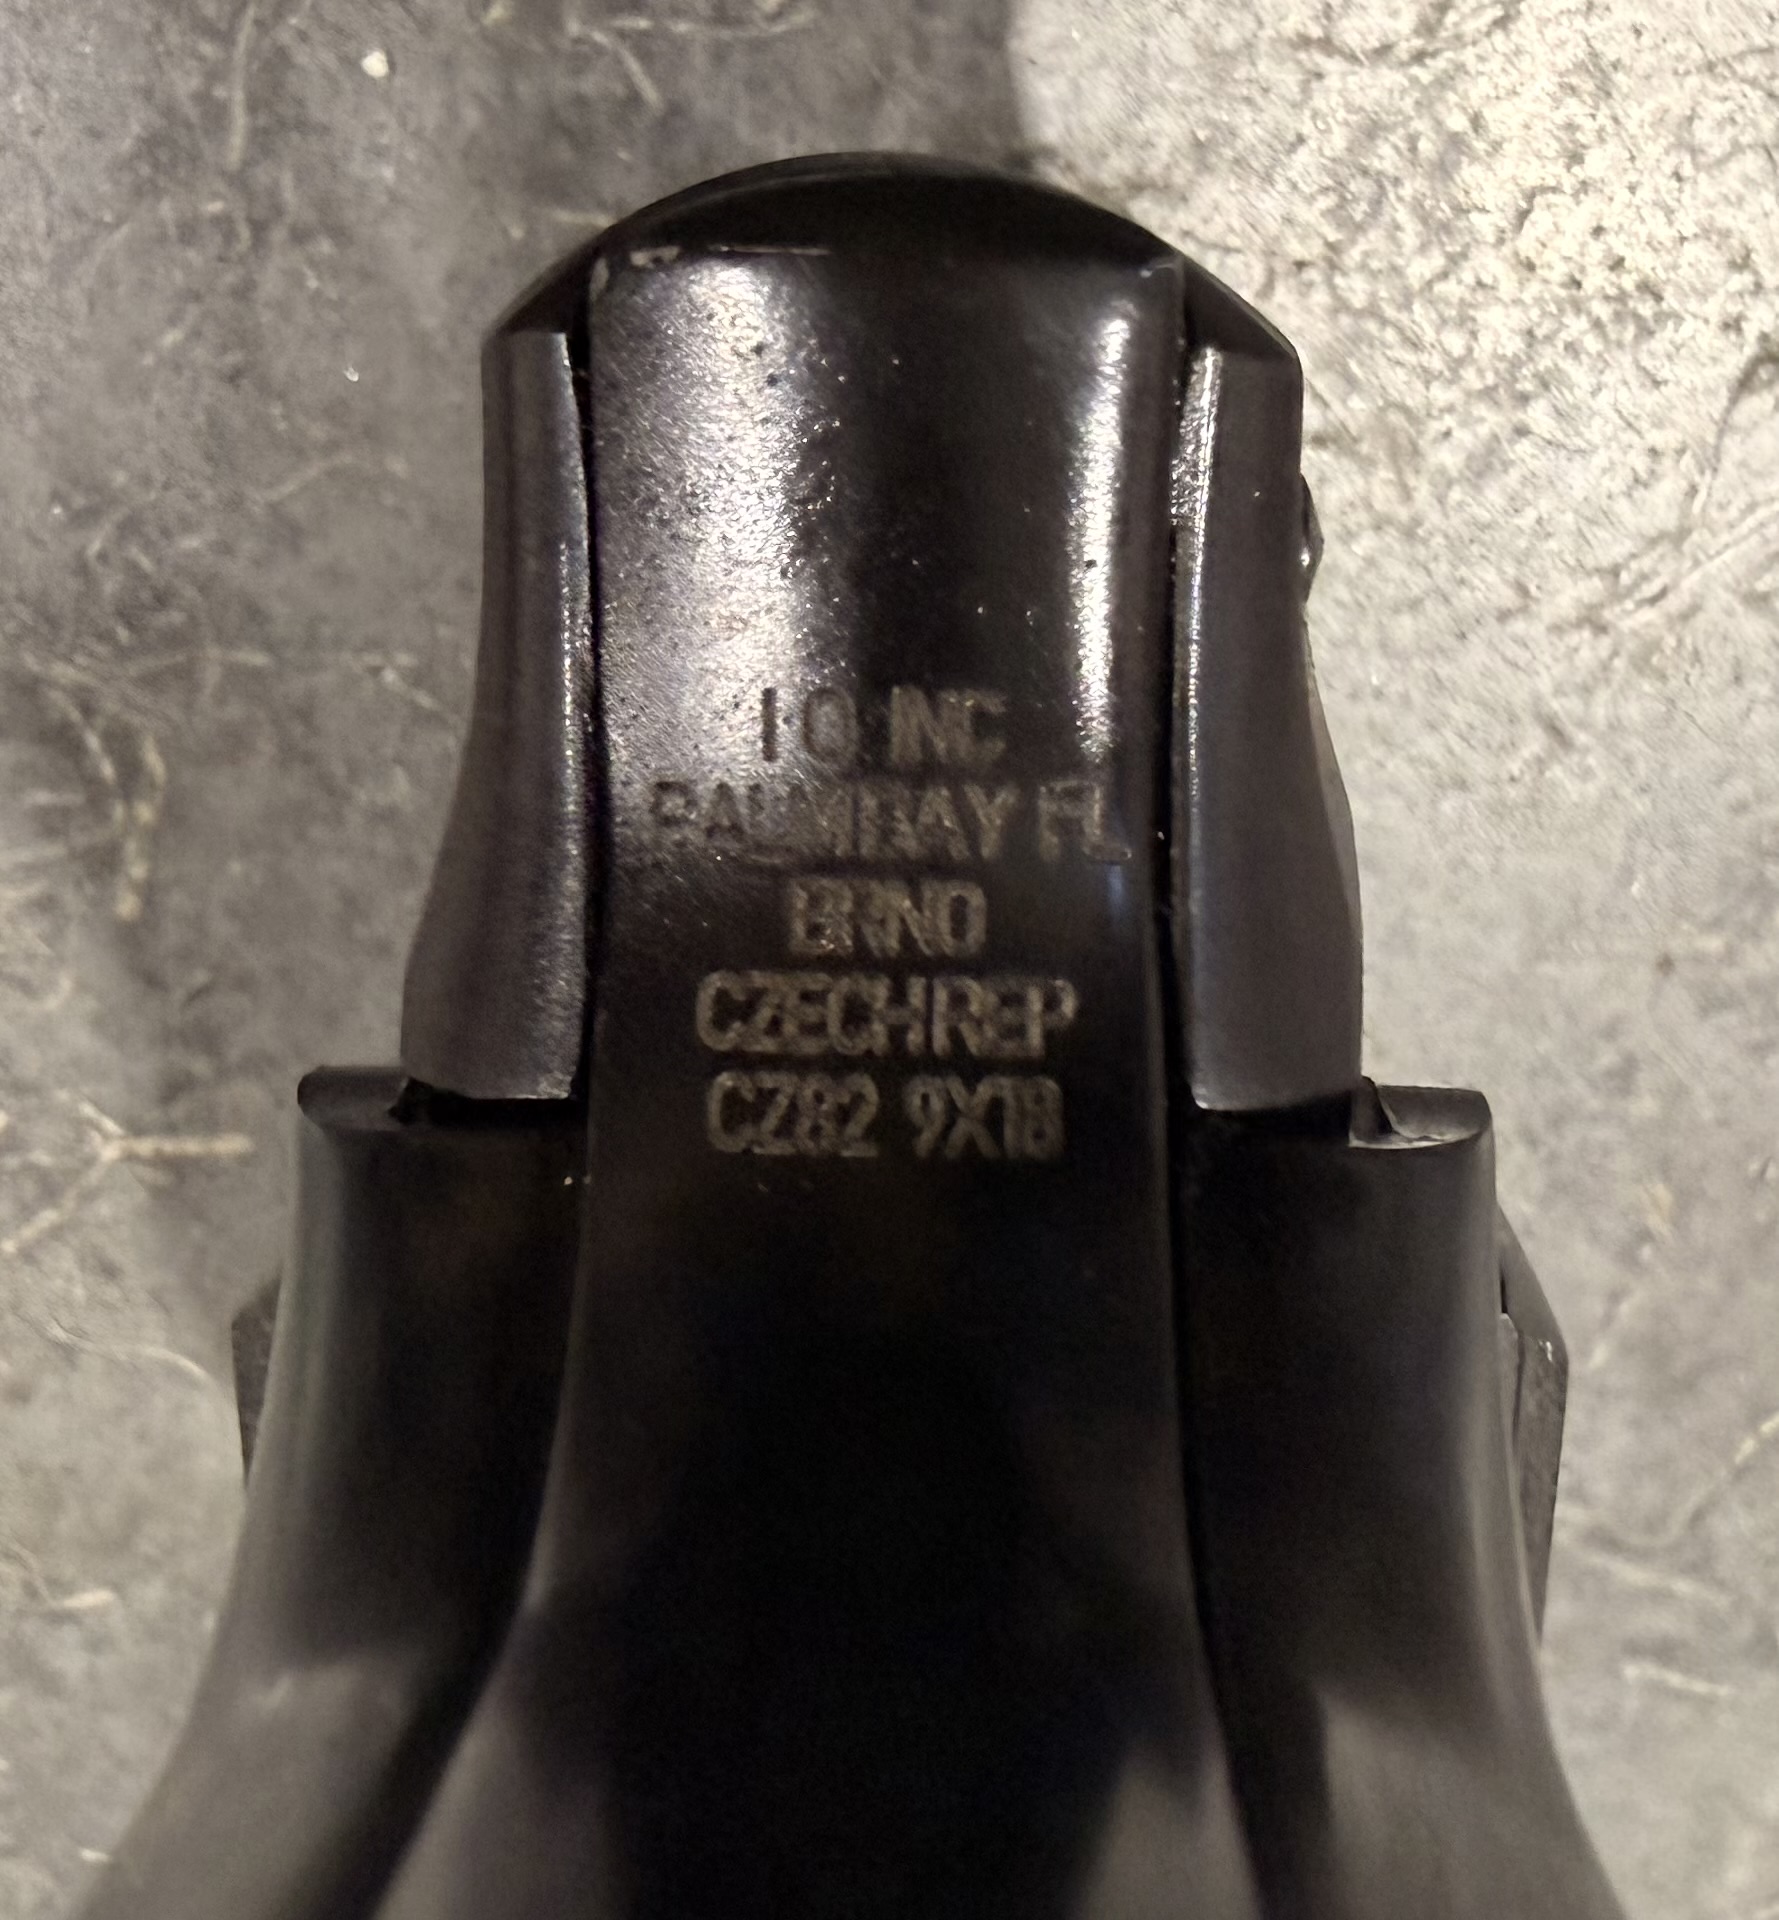 I O INC
PALM BAY FL
BRNO
CZECH REP
CZ82 9X18